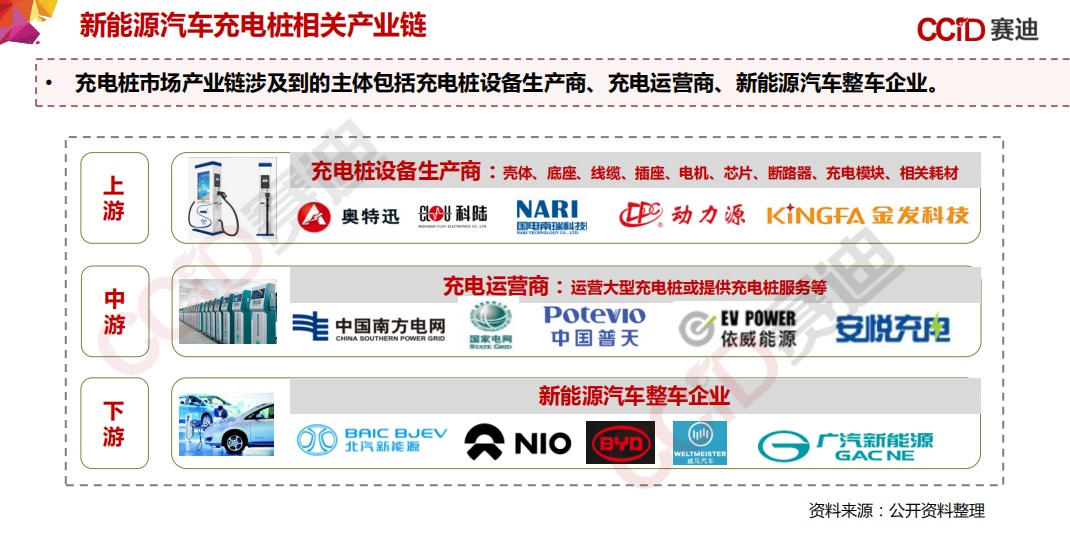 新能源汽车充电桩相关产业链
CCiD 赛迪
• 充电桩市场产业链涉及到的主体包括充电桩设备生产商、充电运营商、新能源汽车整车企业。
上游
充电桩设备生产商：壳体、底座、线缆、插座、电机、芯片、断路器、充电模块、相关耗材
奥特迅
CLOU 科陆
SHENZHEN CLOU ELECTRONICS CO., LTD.
NARI
国电南瑞科技
NARI TECHNOLOGY CO., LTD.
动力源
KINGFA 金发科技
中游
充电运营商：运营大型充电桩或提供充电桩服务等
中国南方电网
CHINA SOUTHERN POWER GRID
国家电网
STATE GRID
POTEVIO
中国普天
EV POWER
依威能源
安悦充电
下游
新能源汽车整车企业
BAIC BJEV
北汽新能源
NIO
BYD
WELTMEISTER
威马汽车
广汽新能源
GAC NE
CCiD 赛迪
CCiD 赛迪
资料来源：公开资料整理